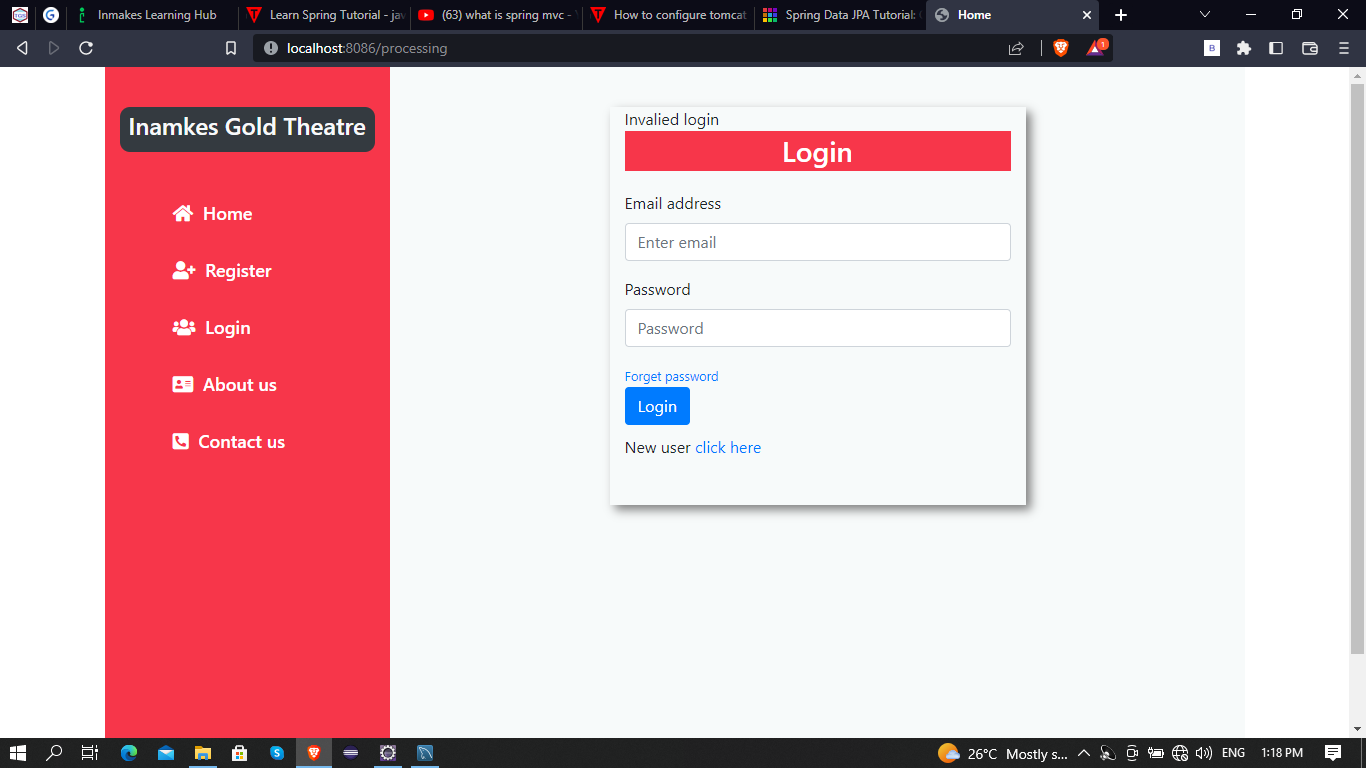 Inmakes Learning Hub
Learn Spring Tutorial - jav
(63) what is spring mvc -
How to configure tomcat
Spring Data JPA Tutorial:
Home
localhost:8086/processing
1
Inamkes Gold Theatre
Home
Register
Login
About us
Contact us
Invalied login
Login
Email address
Enter email
Password
Password
Forget password
Login
New user click here
26°C Mostly s...
ENG
1:18 PM